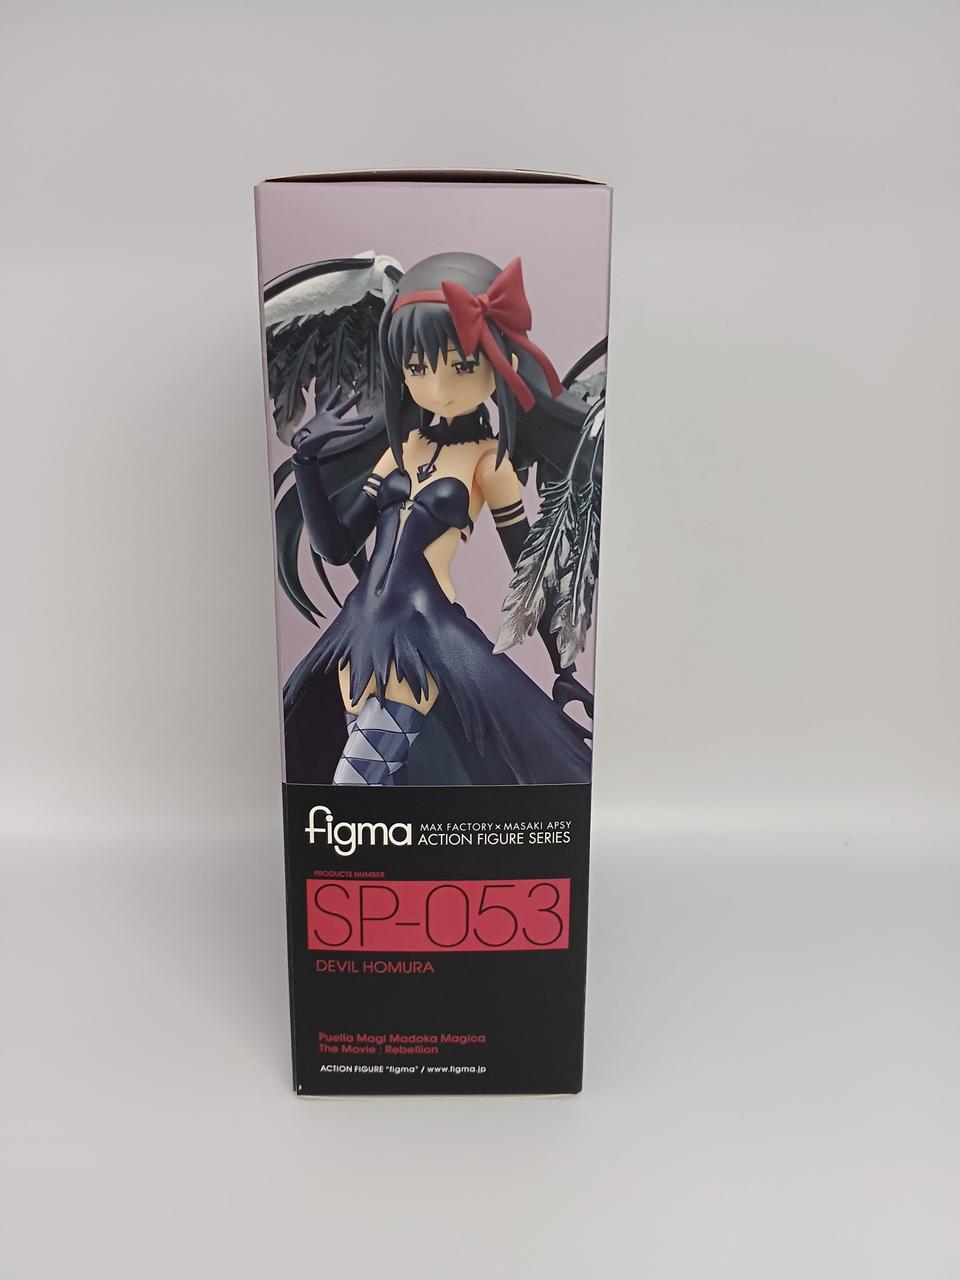 figma MAX FACTORY×MASAKI APSY
ACTION FIGURE SERIES
PRODUCTS NUMBER
SP-053
DEVIL HOMURA
Puella Magi Madoka Magica
The Movie : Rebellion
ACTION FIGURE "figma" / www.figma.jp